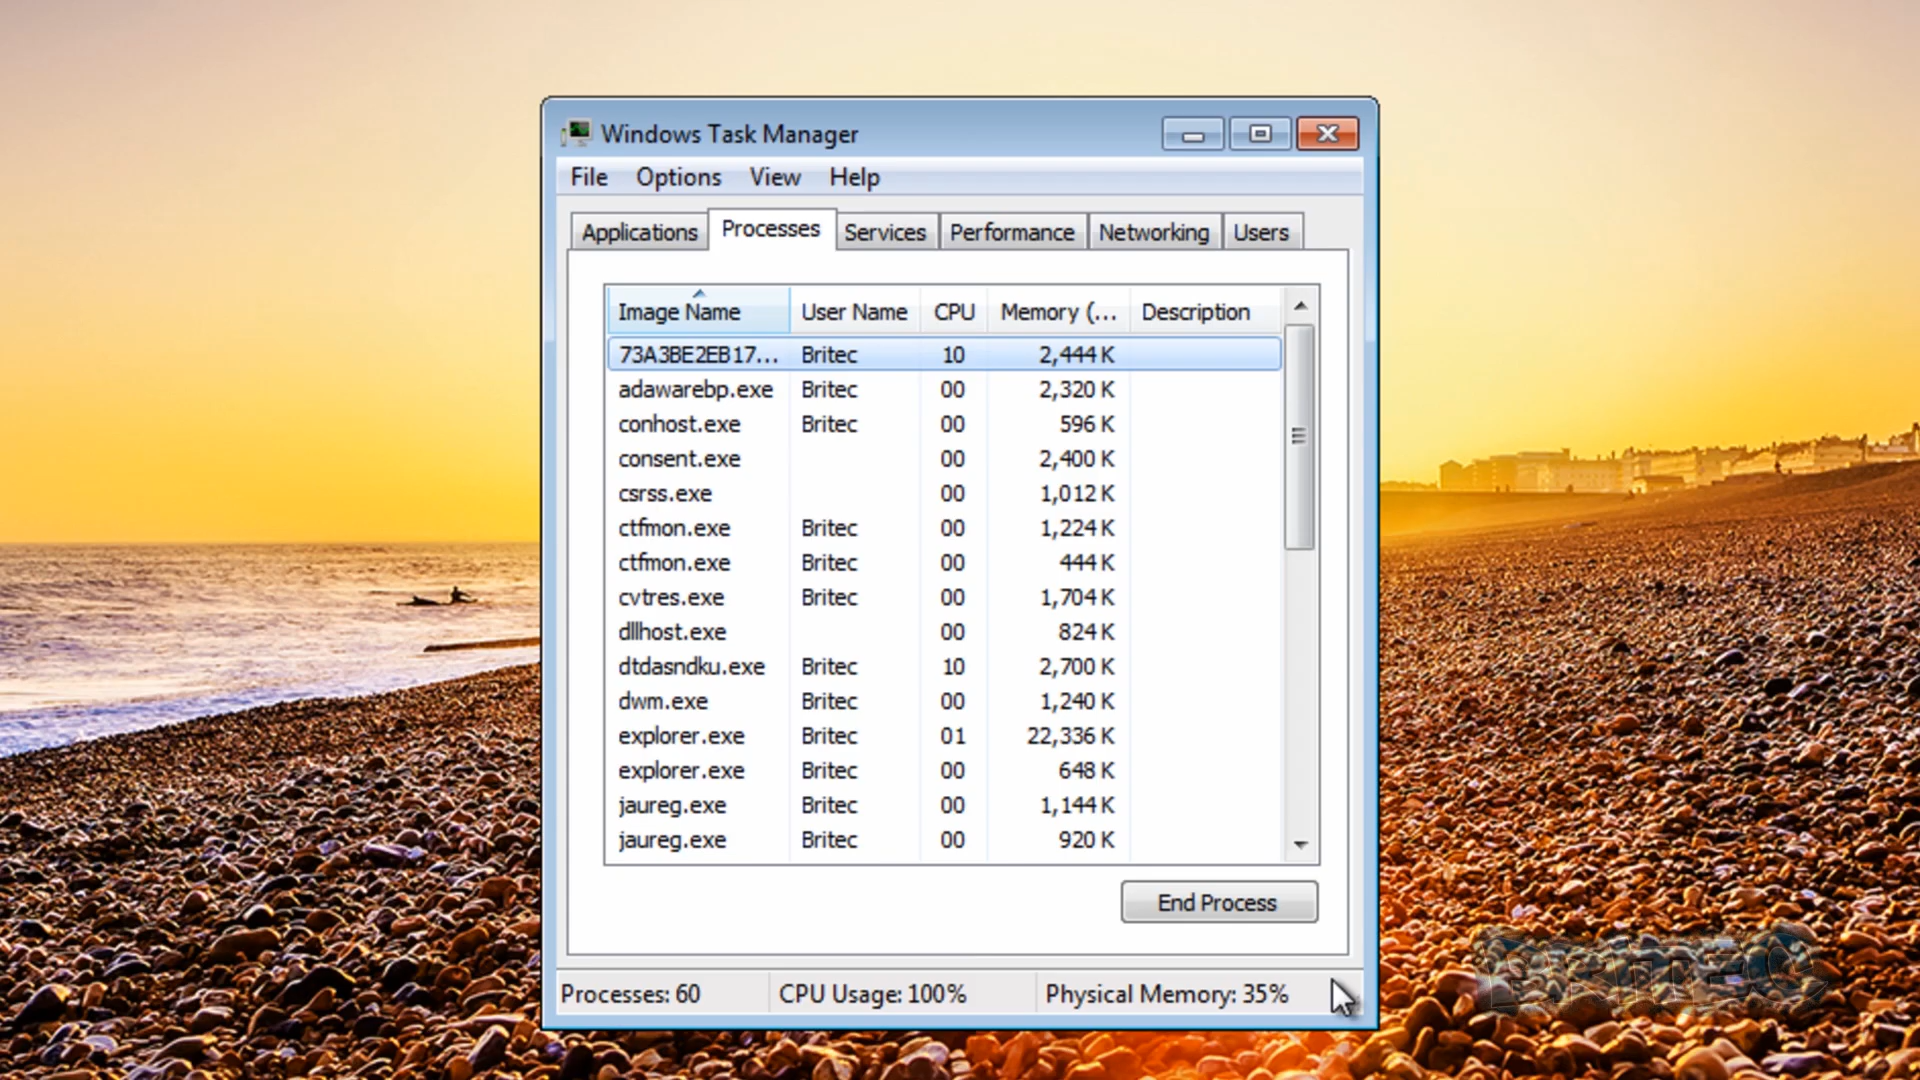 Windows Task Manager
File Options View Help
Applications Processes Services Performance Networking Users
Image Name User Name CPU Memory (... Description
73A3BE2EB17... Britec 10 2,444 K
adawarebp.exe Britec 00 2,320 K
conhost.exe Britec 00 596 K
consent.exe 00 2,400 K
csrss.exe 00 1,012 K
ctfmon.exe Britec 00 1,224 K
ctfmon.exe Britec 00 444 K
cvtres.exe Britec 00 1,704 K
dllhost.exe 00 824 K
dtdasndku.exe Britec 10 2,700 K
dwm.exe Britec 00 1,240 K
explorer.exe Britec 01 22,336 K
explorer.exe Britec 00 648 K
jaureg.exe Britec 00 1,144 K
jaureg.exe Britec 00 920 K
End Process
BRITEC
Processes: 60 CPU Usage: 100% Physical Memory: 35%